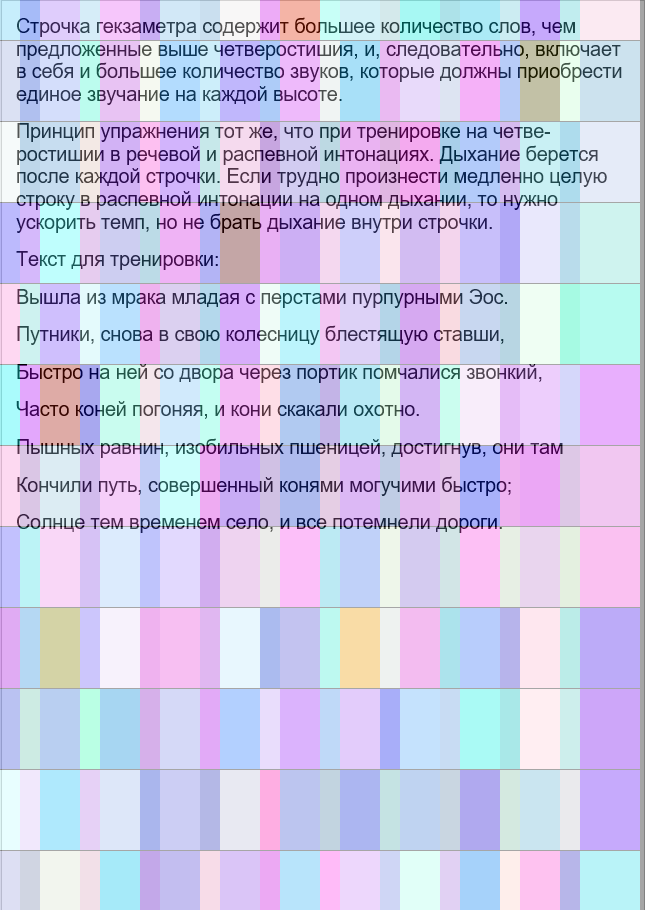 Строчка гекзаметра содержит большее количество слов, чем
предложенные выше четверостишия, и, следовательно, включает
в себя и большее количество звуков, которые должны приобрести
единое звучание на каждой высоте.
Принцип упражнения тот же, что при тренировке на четве-
ростишии в речевой и распевной интонациях. Дыхание берется
после каждой строчки. Если трудно произнести медленно целую
строку в распевной интонации на одном дыхании, то нужно
ускорить темп, но не брать дыхание внутри строчки.
Текст для тренировки:
Вышла из мрака младая с перстами пурпурными Эос.
Путники, снова в свою колесницу блестящую ставши,
Быстро на ней со двора через портик помчалися звонкий,
Часто коней погоняя, и кони скакали охотно.
Пышных равнин, изобильных пшеницей, достигнув, они там
Кончили путь, совершенный конями могучими быстро;
Солнце тем временем село, и все потемнели дороги.